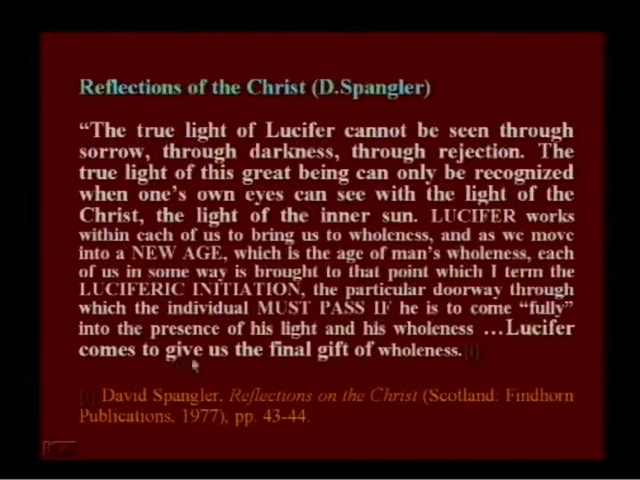 Reflections of the Christ (D.Spangler)
“The true light of Lucifer cannot be seen through
sorrow, through darkness, through rejection. The
true light of this great being can only be recognized
when one’s own eyes can see with the light of the
Christ, the light of the inner sun. LUCIFER works
within each of us to bring us to wholeness, and as we move
into a NEW AGE, which is the age of man’s wholeness, each
of us in some way is brought to that point which I term the
LUCIFERIC INITIATION, the particular doorway through
which the individual MUST PASS IF he is to come “fully”
into the presence of his light and his wholeness …Lucifer
comes to give us the final gift of wholeness.[i]
[i] David Spangler, Reflections on the Christ (Scotland: Findhorn
Publications, 1977), pp. 43-44.